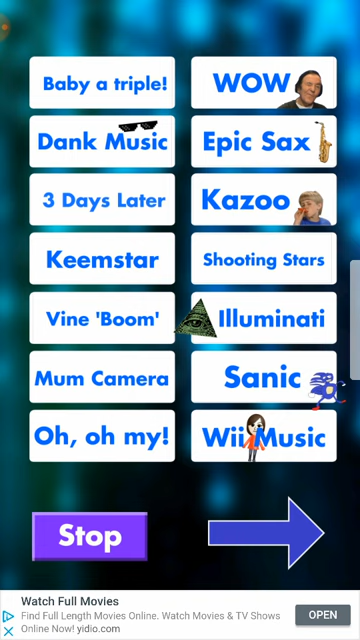 Baby a triple!
WOW
Dank Music
Epic Sax
3 Days Later
Kazoo
Keemstar
Shooting Stars
Vine 'Boom'
Illuminati
Mum Camera
Sanic
Oh, oh my!
Wii Music
Stop
Watch Full Movies
Find Full Length Movies Online. Watch Movies & TV Shows
Online Now! yidio.com
OPEN